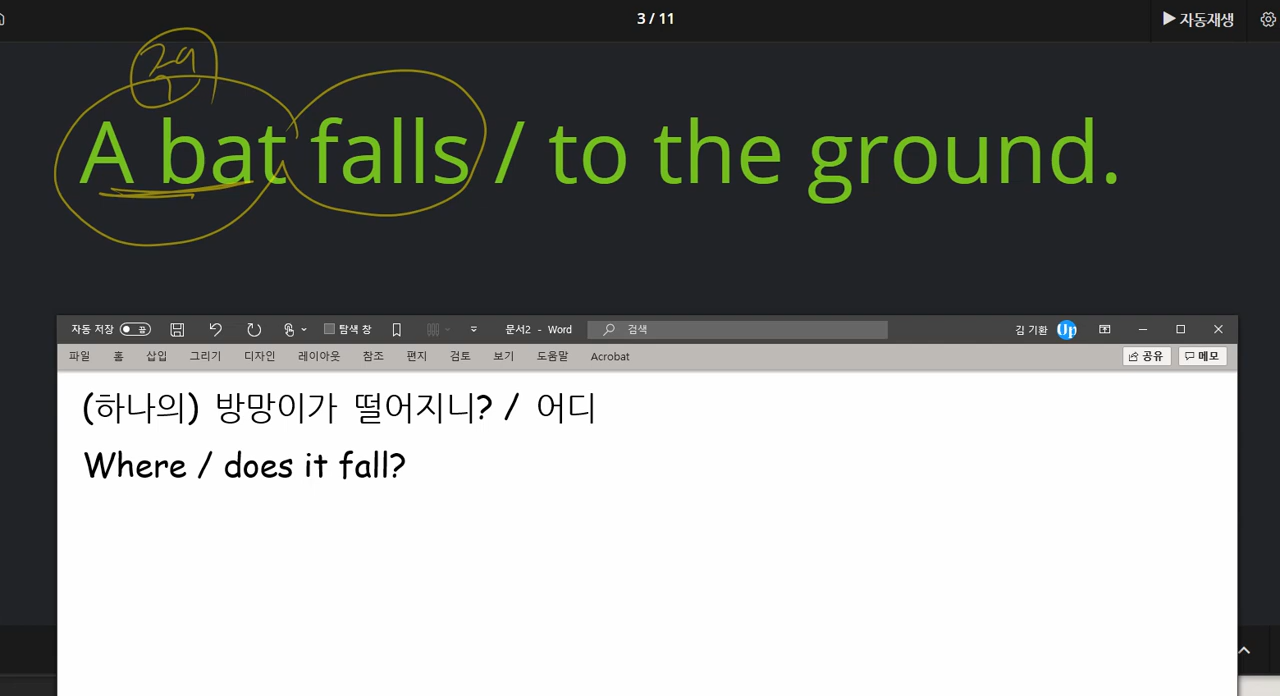 3 / 11
▶ 자동재생
A bat falls / to the ground.
자동 저장 끔 탐색 창 문서2 - Word 검색 김 기환 Up
파일 홈 삽입 그리기 디자인 레이아웃 참조 편지 검토 보기 도움말 Acrobat 공유 메모
(하나의) 방망이가 떨어지니? / 어디
Where / does it fall?